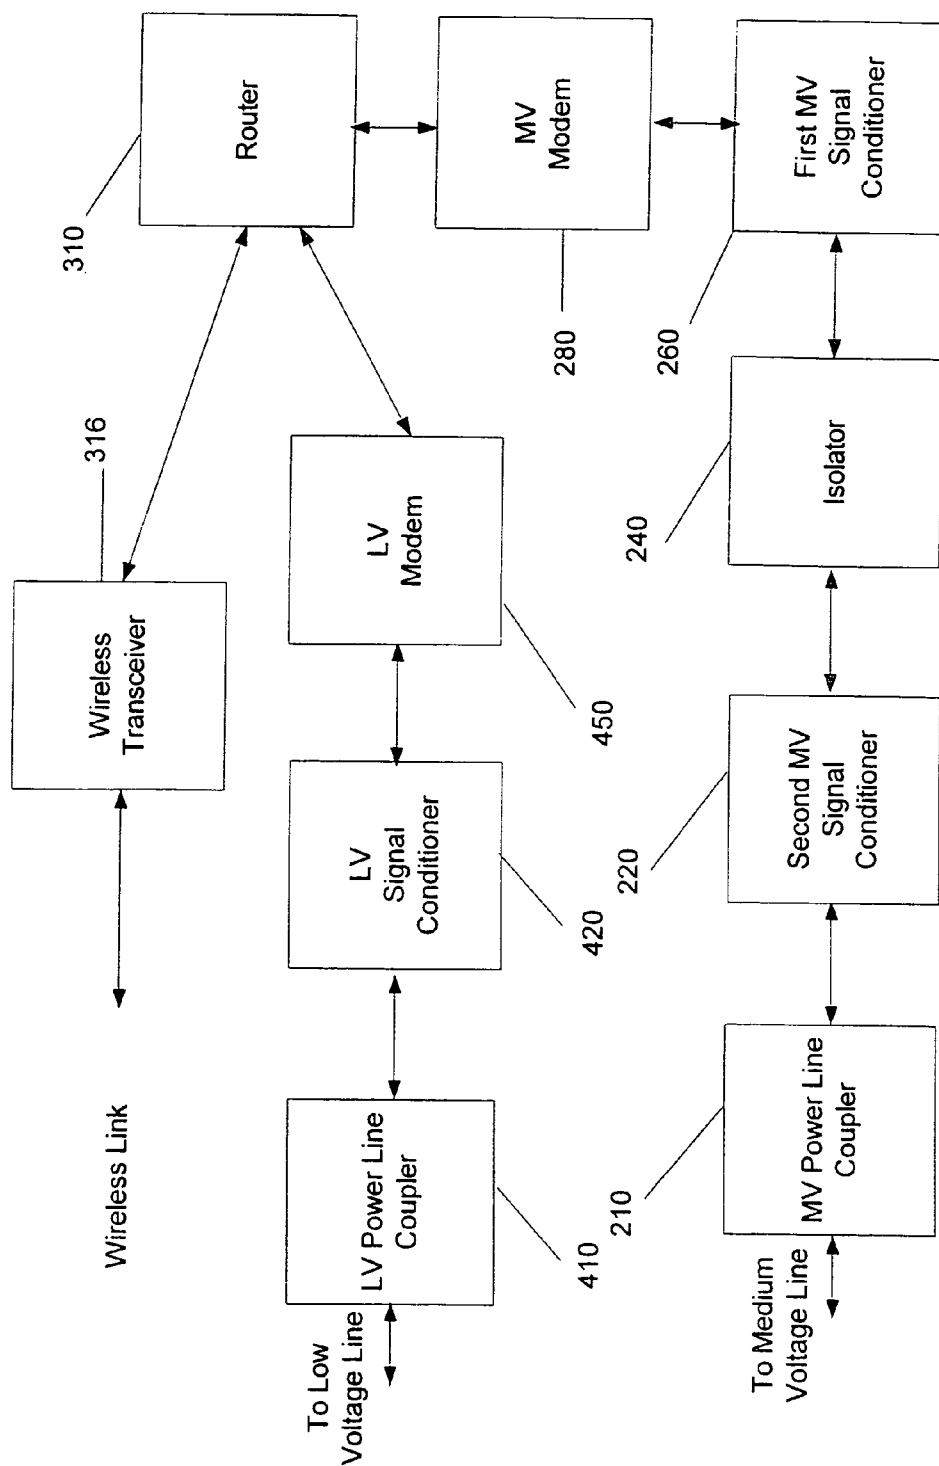 Wireless Link
Wireless
Transceiver
316
310
Router
To Low
Voltage Line
LV Power Line
Coupler
410
LV
Signal
Conditioner
420
LV
Modem
450
MV
Modem
280
To Medium
Voltage Line
MV Power Line
Coupler
210
Second MV
Signal
Conditioner
220
Isolator
240
First MV
Signal
Conditioner
260